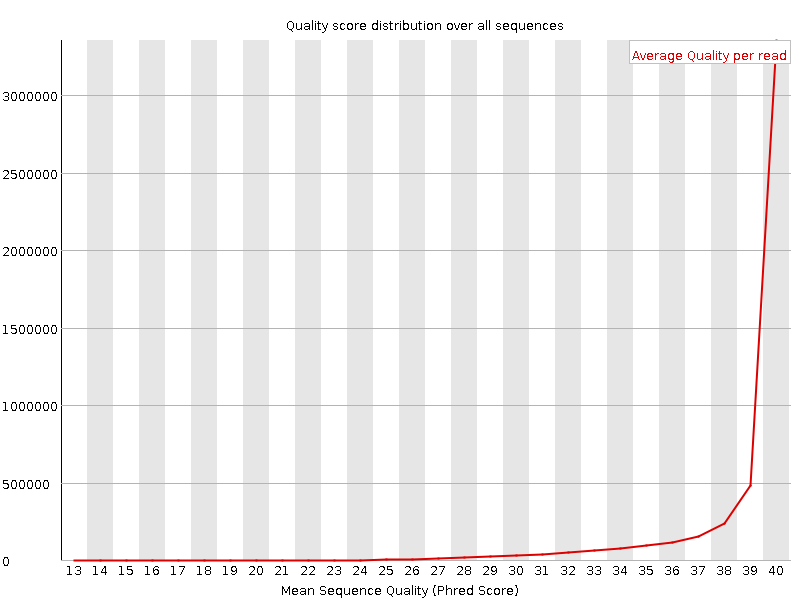 Quality score distribution over all sequences
Average Quality per read
3000000
2500000
2000000
1500000
1000000
500000
0
13 14 15 16 17 18 19 20 21 22 23 24 25 26 27 28 29 30 31 32 33 34 35 36 37 38 39 40
Mean Sequence Quality (Phred Score)